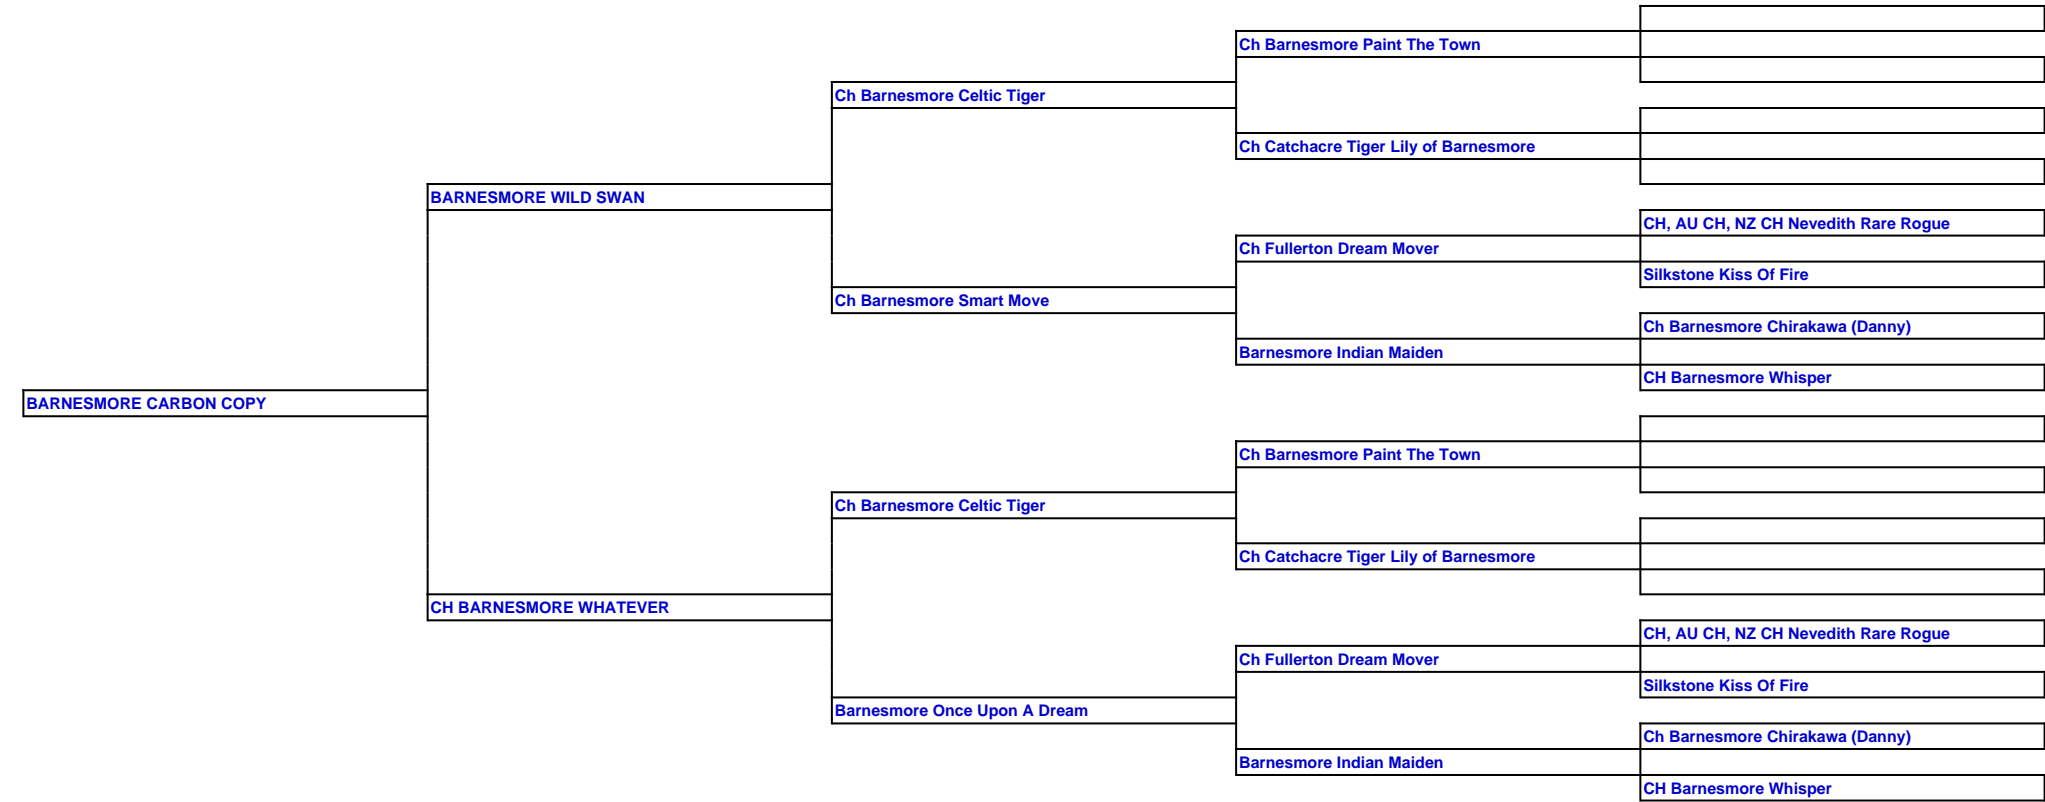 Ch Barnesmore Paint The Town
Ch Barnesmore Celtic Tiger
Ch Catchacre Tiger Lily of Barnesmore
BARNESMORE WILD SWAN
CH, AU CH, NZ CH Nevedith Rare Rogue
Ch Fullerton Dream Mover
Silkstone Kiss Of Fire
Ch Barnesmore Smart Move
Ch Barnesmore Chirakawa (Danny)
Barnesmore Indian Maiden
CH Barnesmore Whisper
BARNESMORE CARBON COPY
Ch Barnesmore Paint The Town
Ch Barnesmore Celtic Tiger
Ch Catchacre Tiger Lily of Barnesmore
CH BARNESMORE WHATEVER
CH, AU CH, NZ CH Nevedith Rare Rogue
Ch Fullerton Dream Mover
Silkstone Kiss Of Fire
Barnesmore Once Upon A Dream
Ch Barnesmore Chirakawa (Danny)
Barnesmore Indian Maiden
CH Barnesmore Whisper